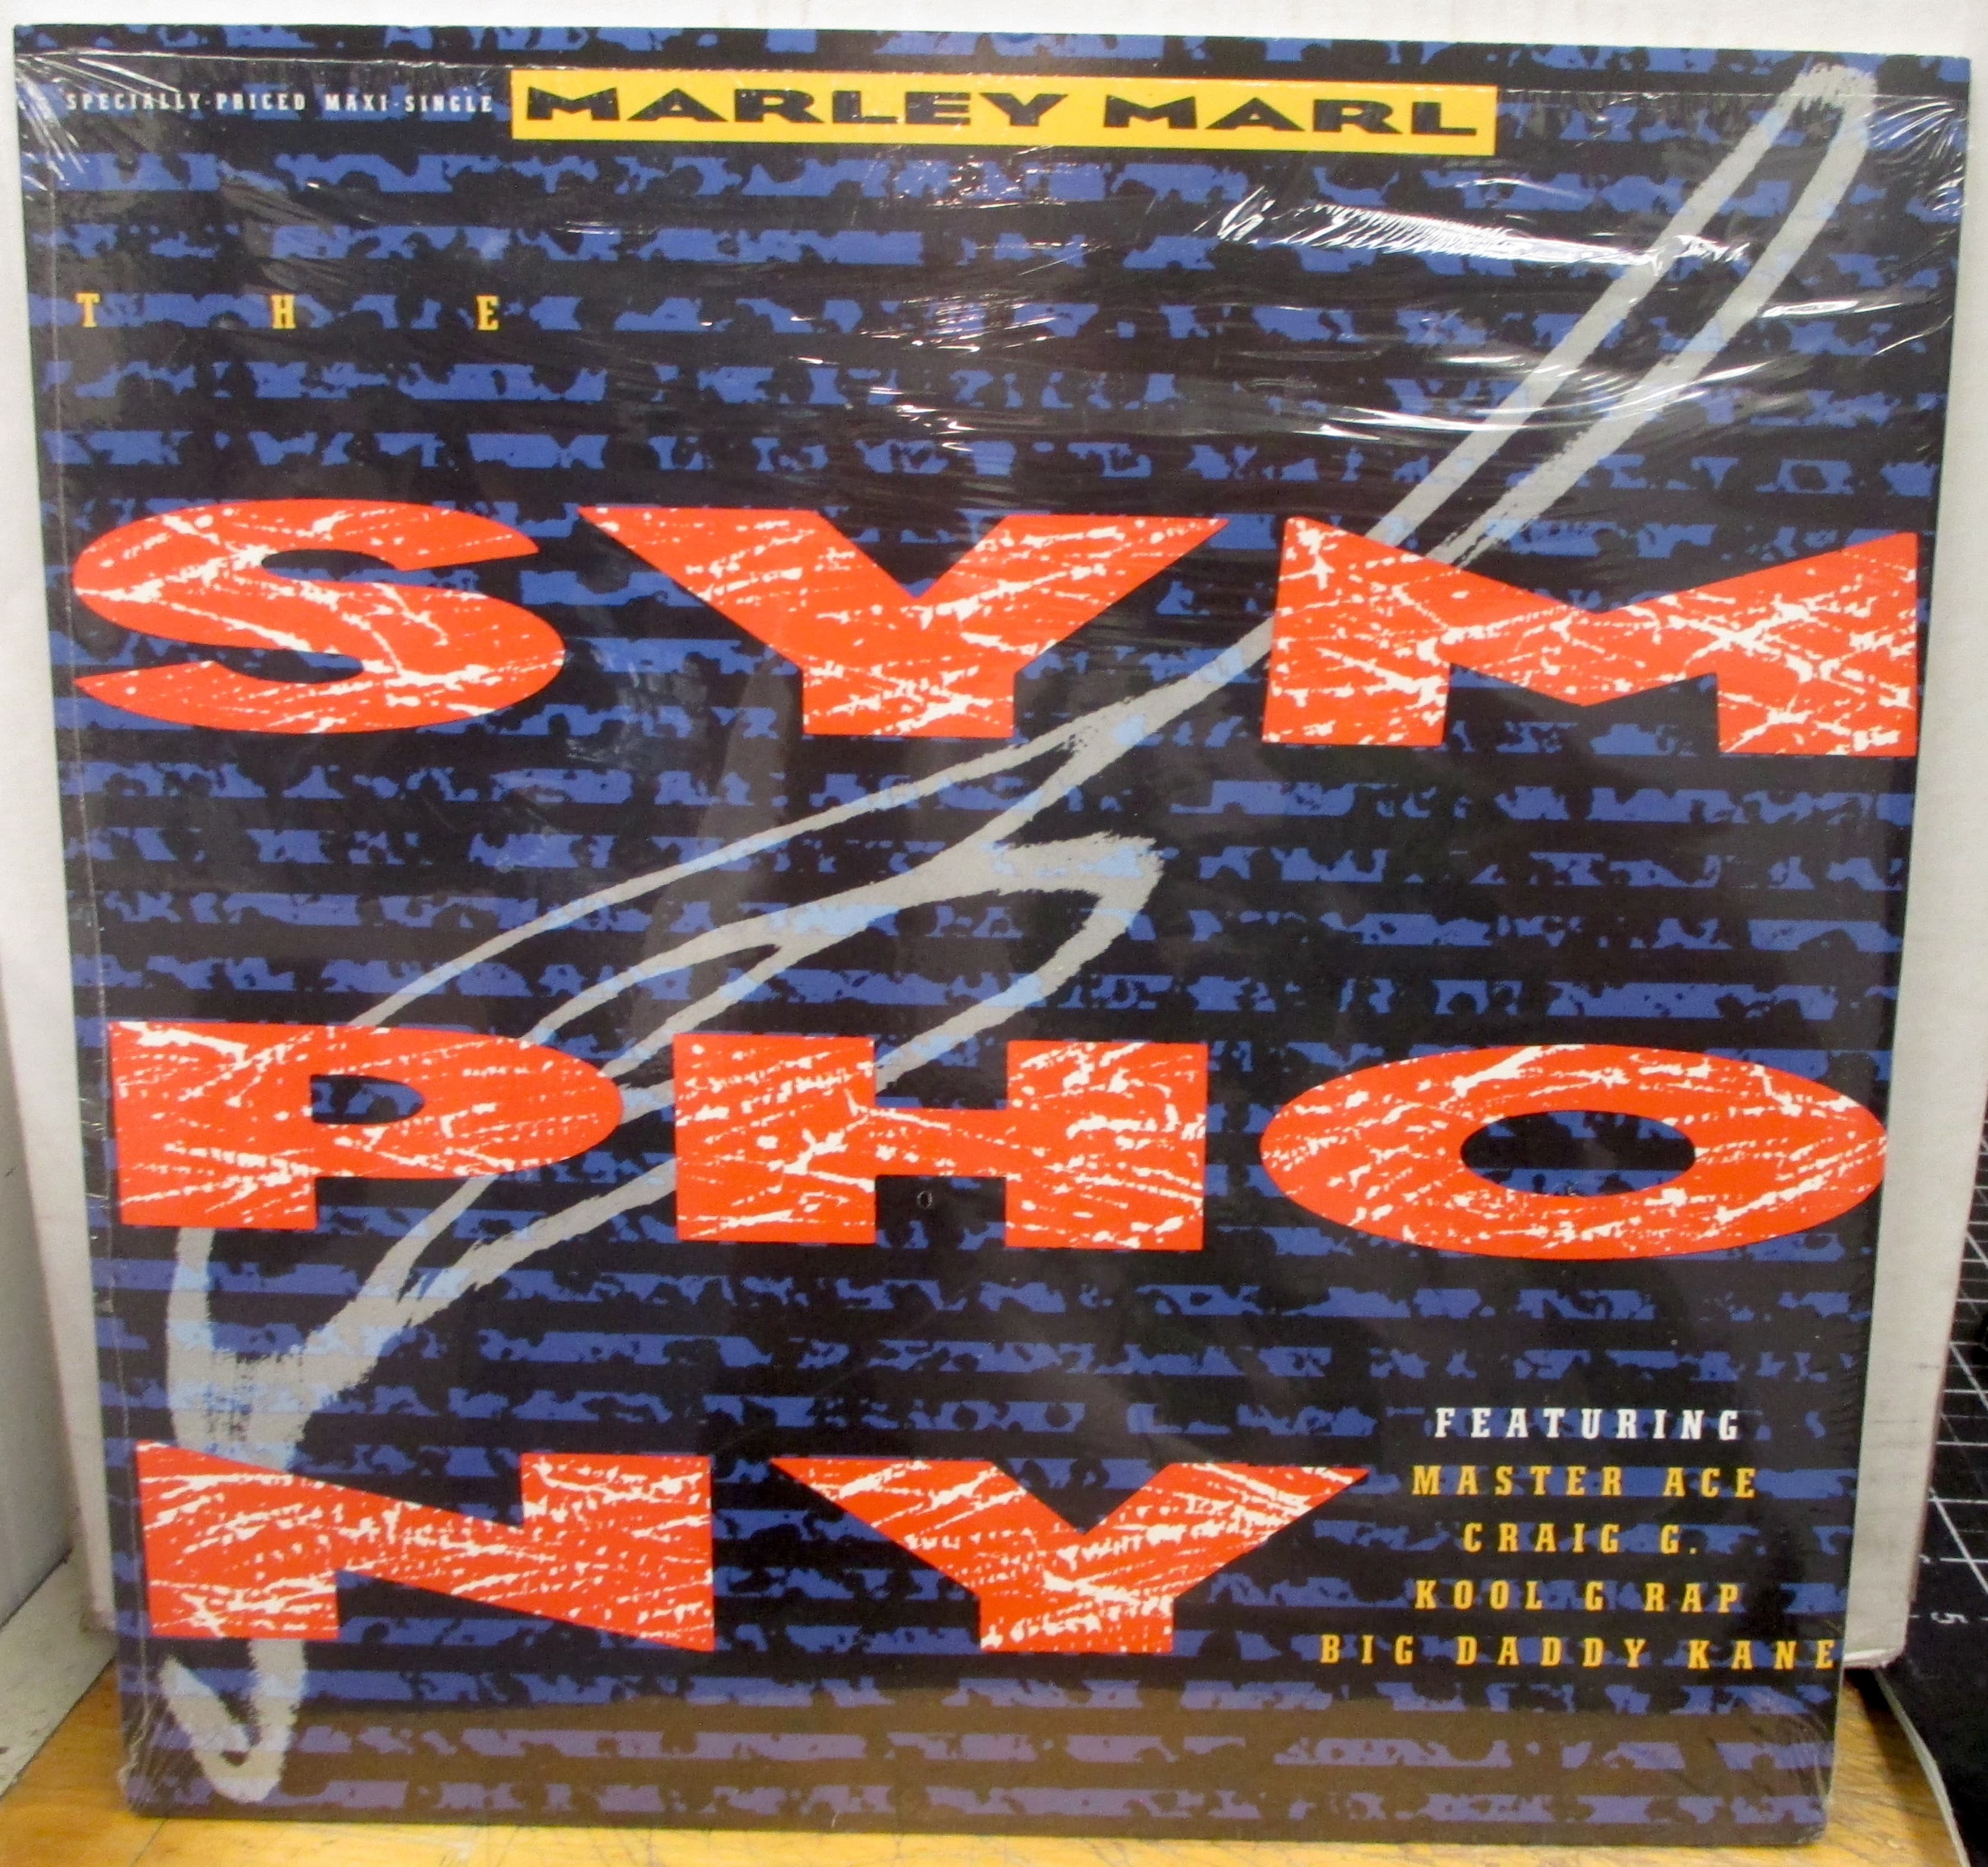 SPECIALLY-PRICED MAXI-SINGLE MARLEY MARL
THE
SYM
PHO
NY
FEATURING
MASTER ACE
CRAIG G.
KOOL G RAP
BIG DADDY KANE
5